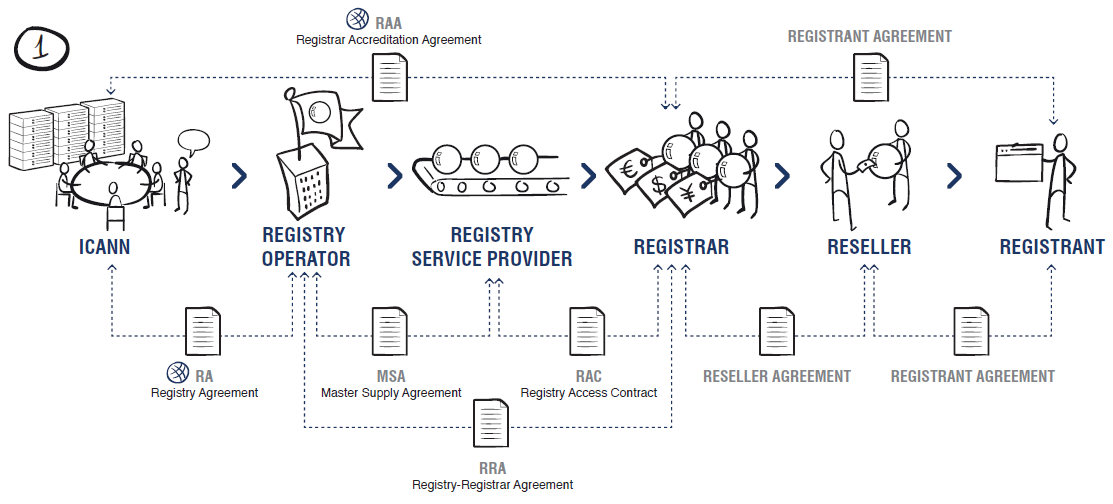 1
RAA
Registrar Accreditation Agreement
REGISTRANT AGREEMENT
€
$
¥
ICANN
REGISTRY
OPERATOR
REGISTRY
SERVICE PROVIDER
REGISTRAR
RESELLER
REGISTRANT
RA
Registry Agreement
MSA
Master Supply Agreement
RAC
Registry Access Contract
RESELLER AGREEMENT
REGISTRANT AGREEMENT
RRA
Registry-Registrar Agreement